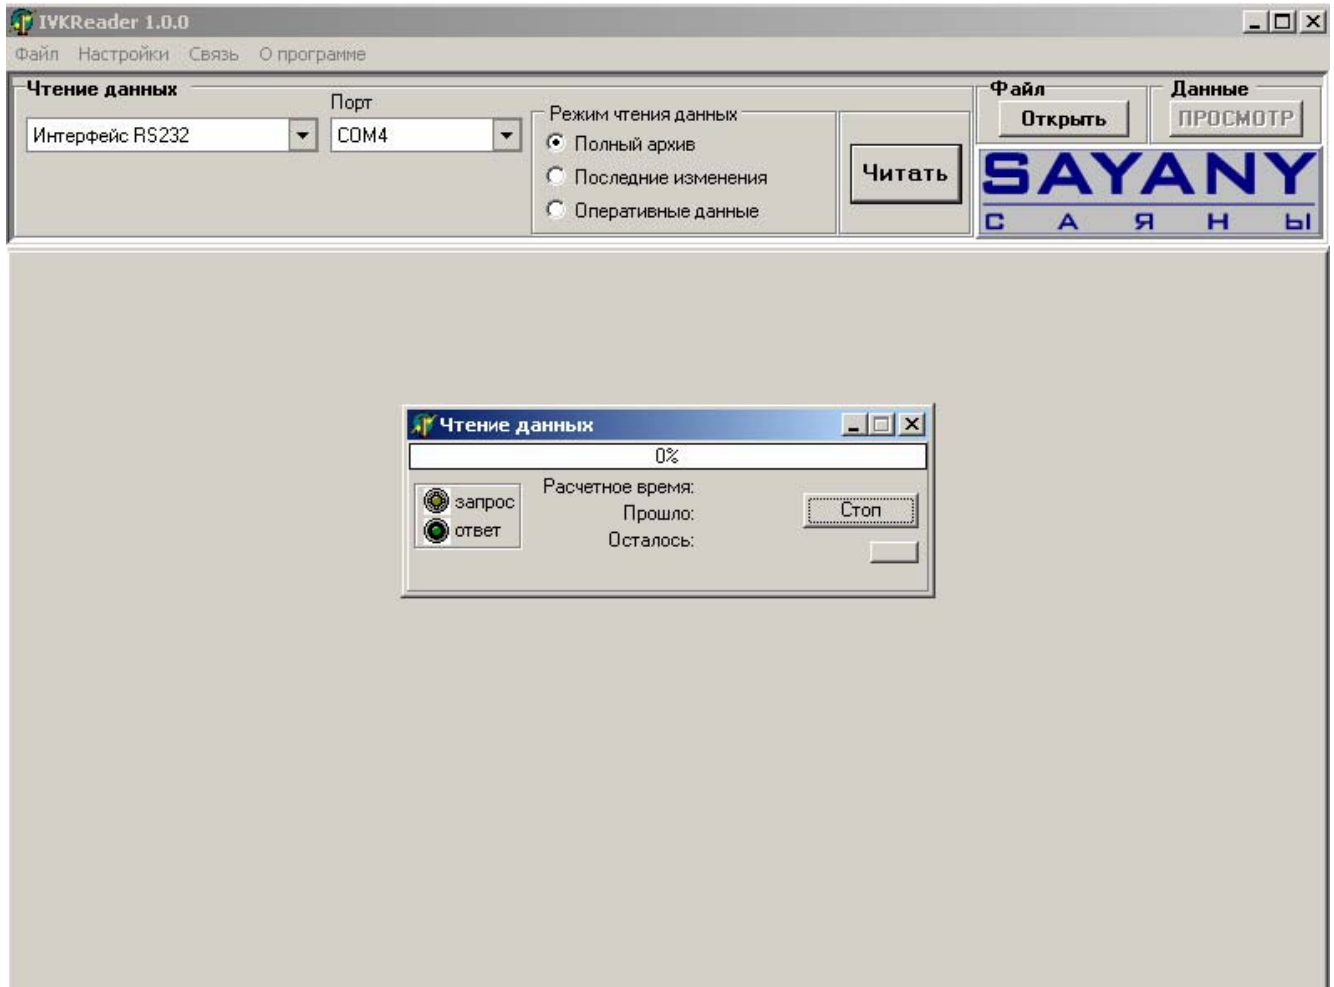 IVKReader 1.0.0
Файл Настройки Связь О программе
Чтение данных
Порт
Интерфейс RS232
COM4
Режим чтения данных
Полный архив
Последние изменения
Оперативные данные
Читать
Файл
Открыть
Данные
ПРОСМОТР
SAYANY
САЯНЫ
Чтение данных
0%
запрос
ответ
Расчетное время:
Прошло:
Осталось:
Стоп